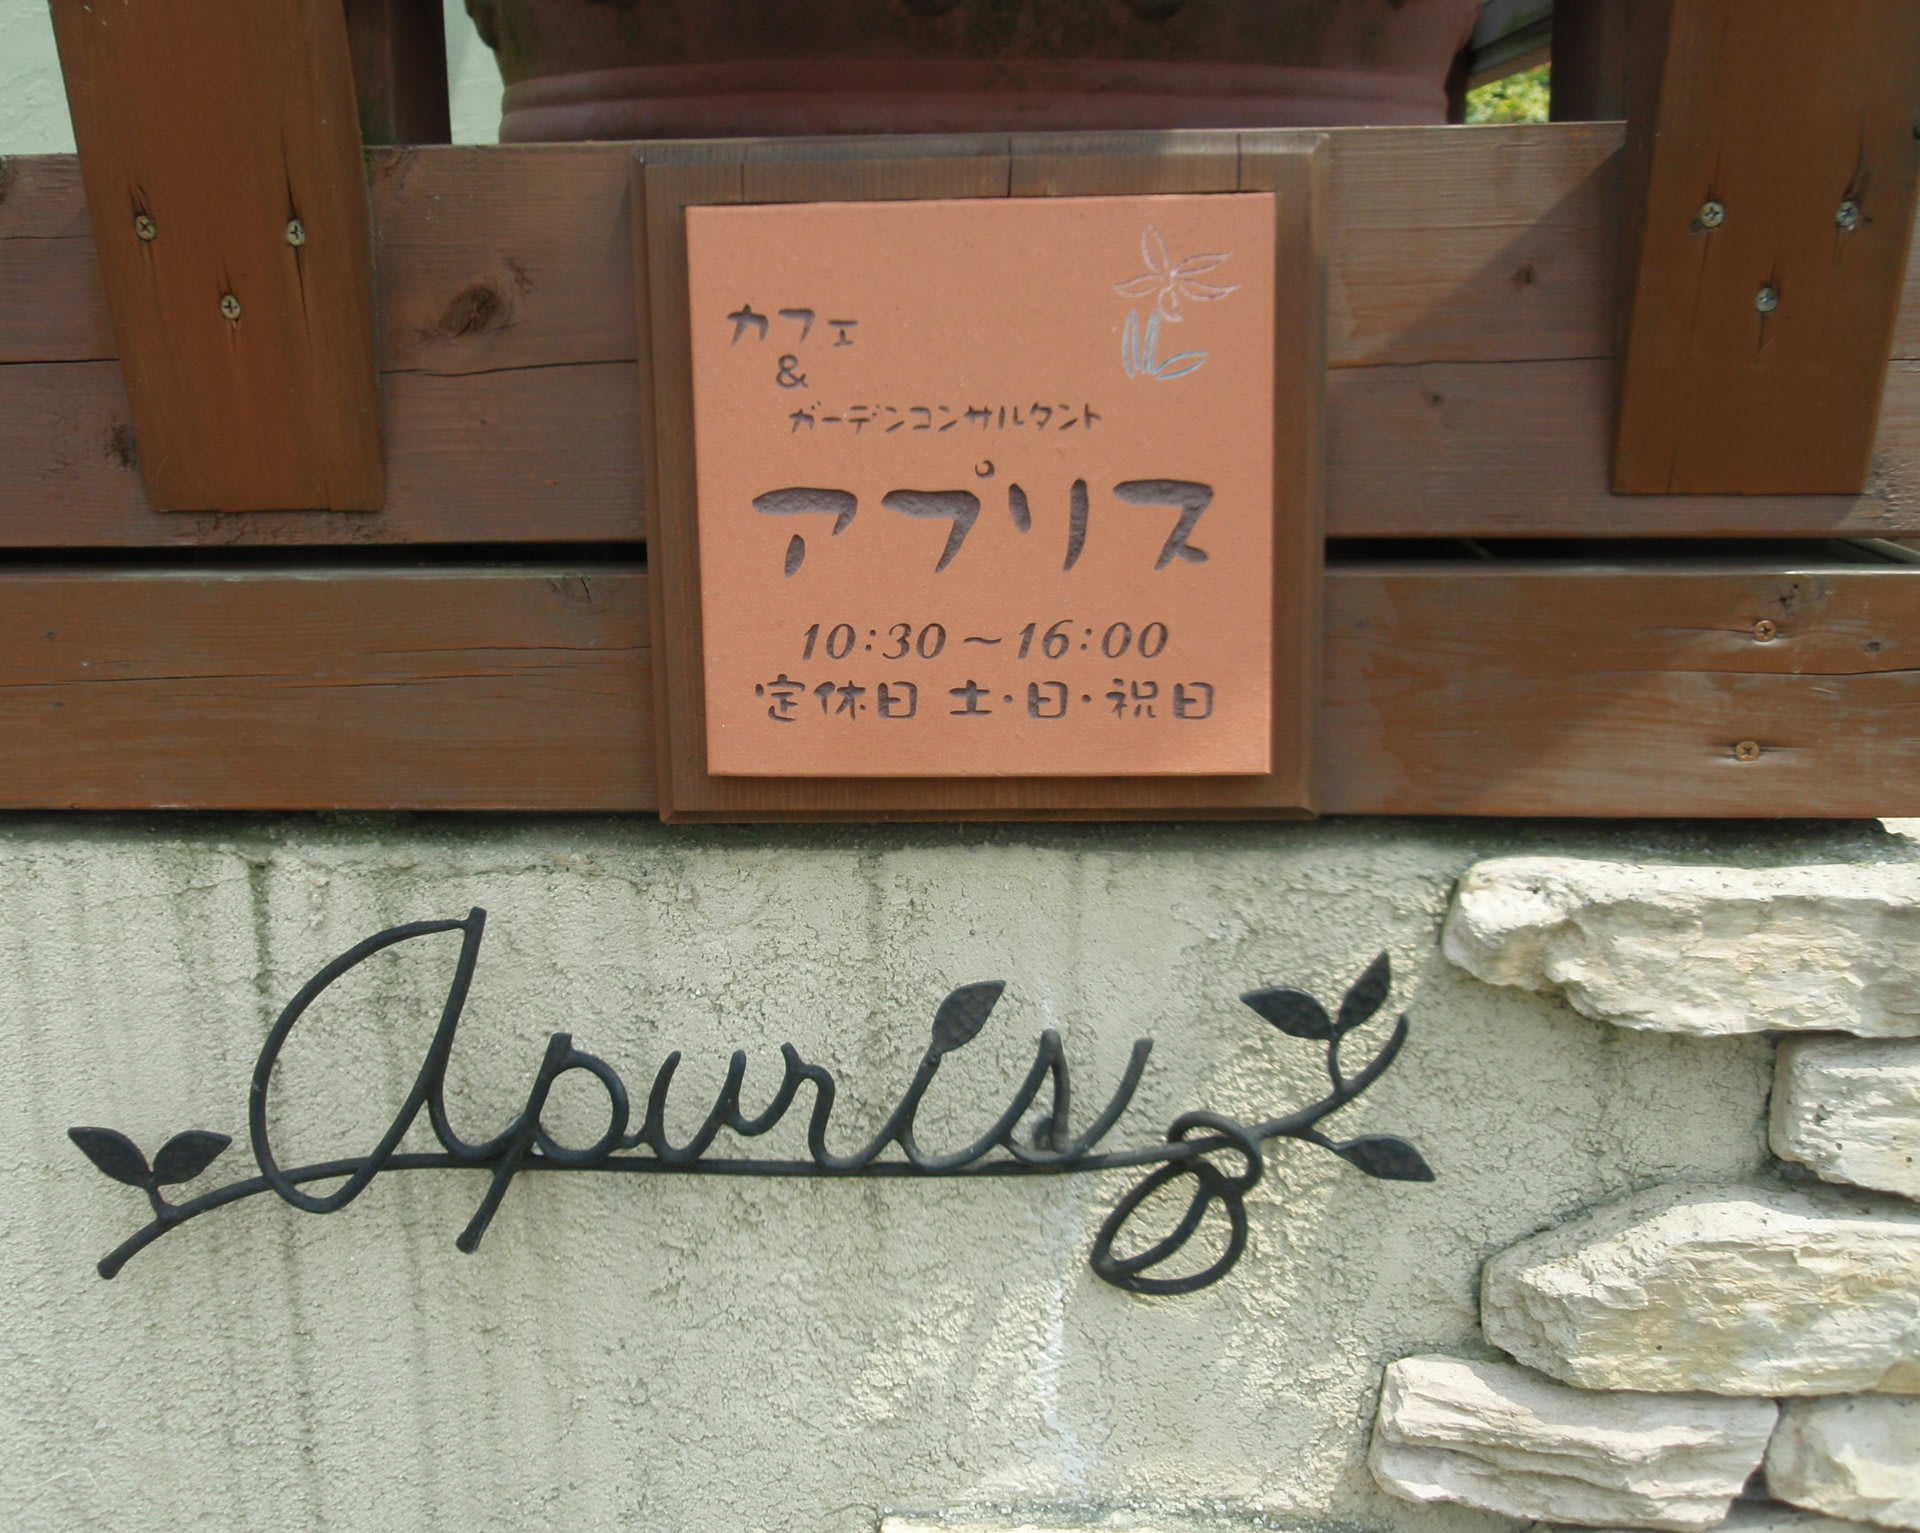 カフェ
&
ガーデンコンサルタント
アプリス
10:30～16:00
定休日 土・日・祝日
Apuris